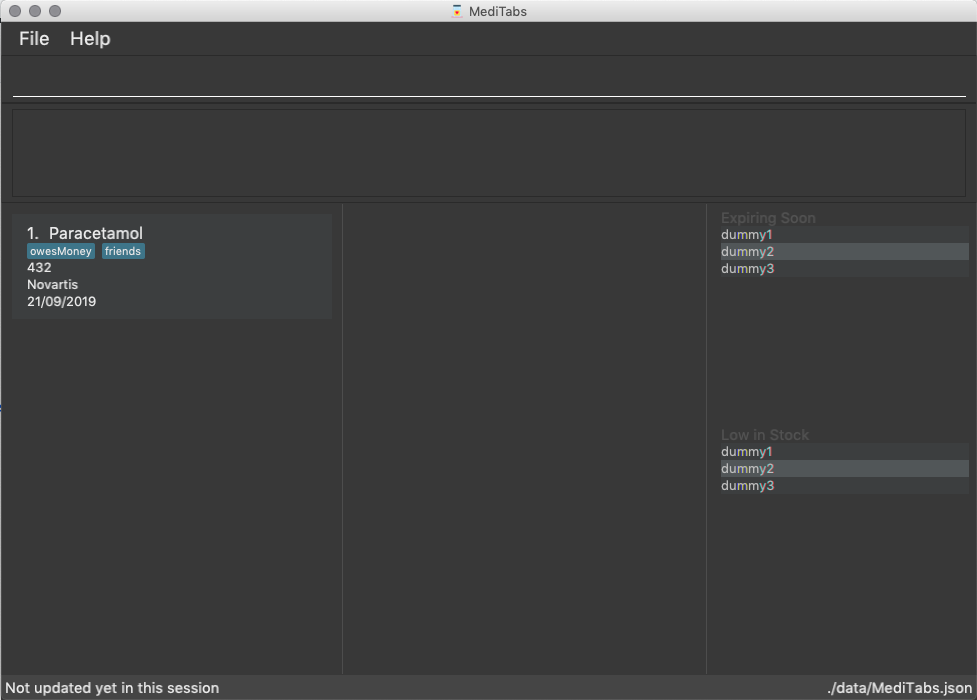 MediTabs
File Help
1. Paracetamol
owesMoney friends
432
Novartis
21/09/2019
Expiring Soon
dummy1
dummy2
dummy3
Low in Stock
dummy1
dummy2
dummy3
Not updated yet in this session
./data/MediTabs.json